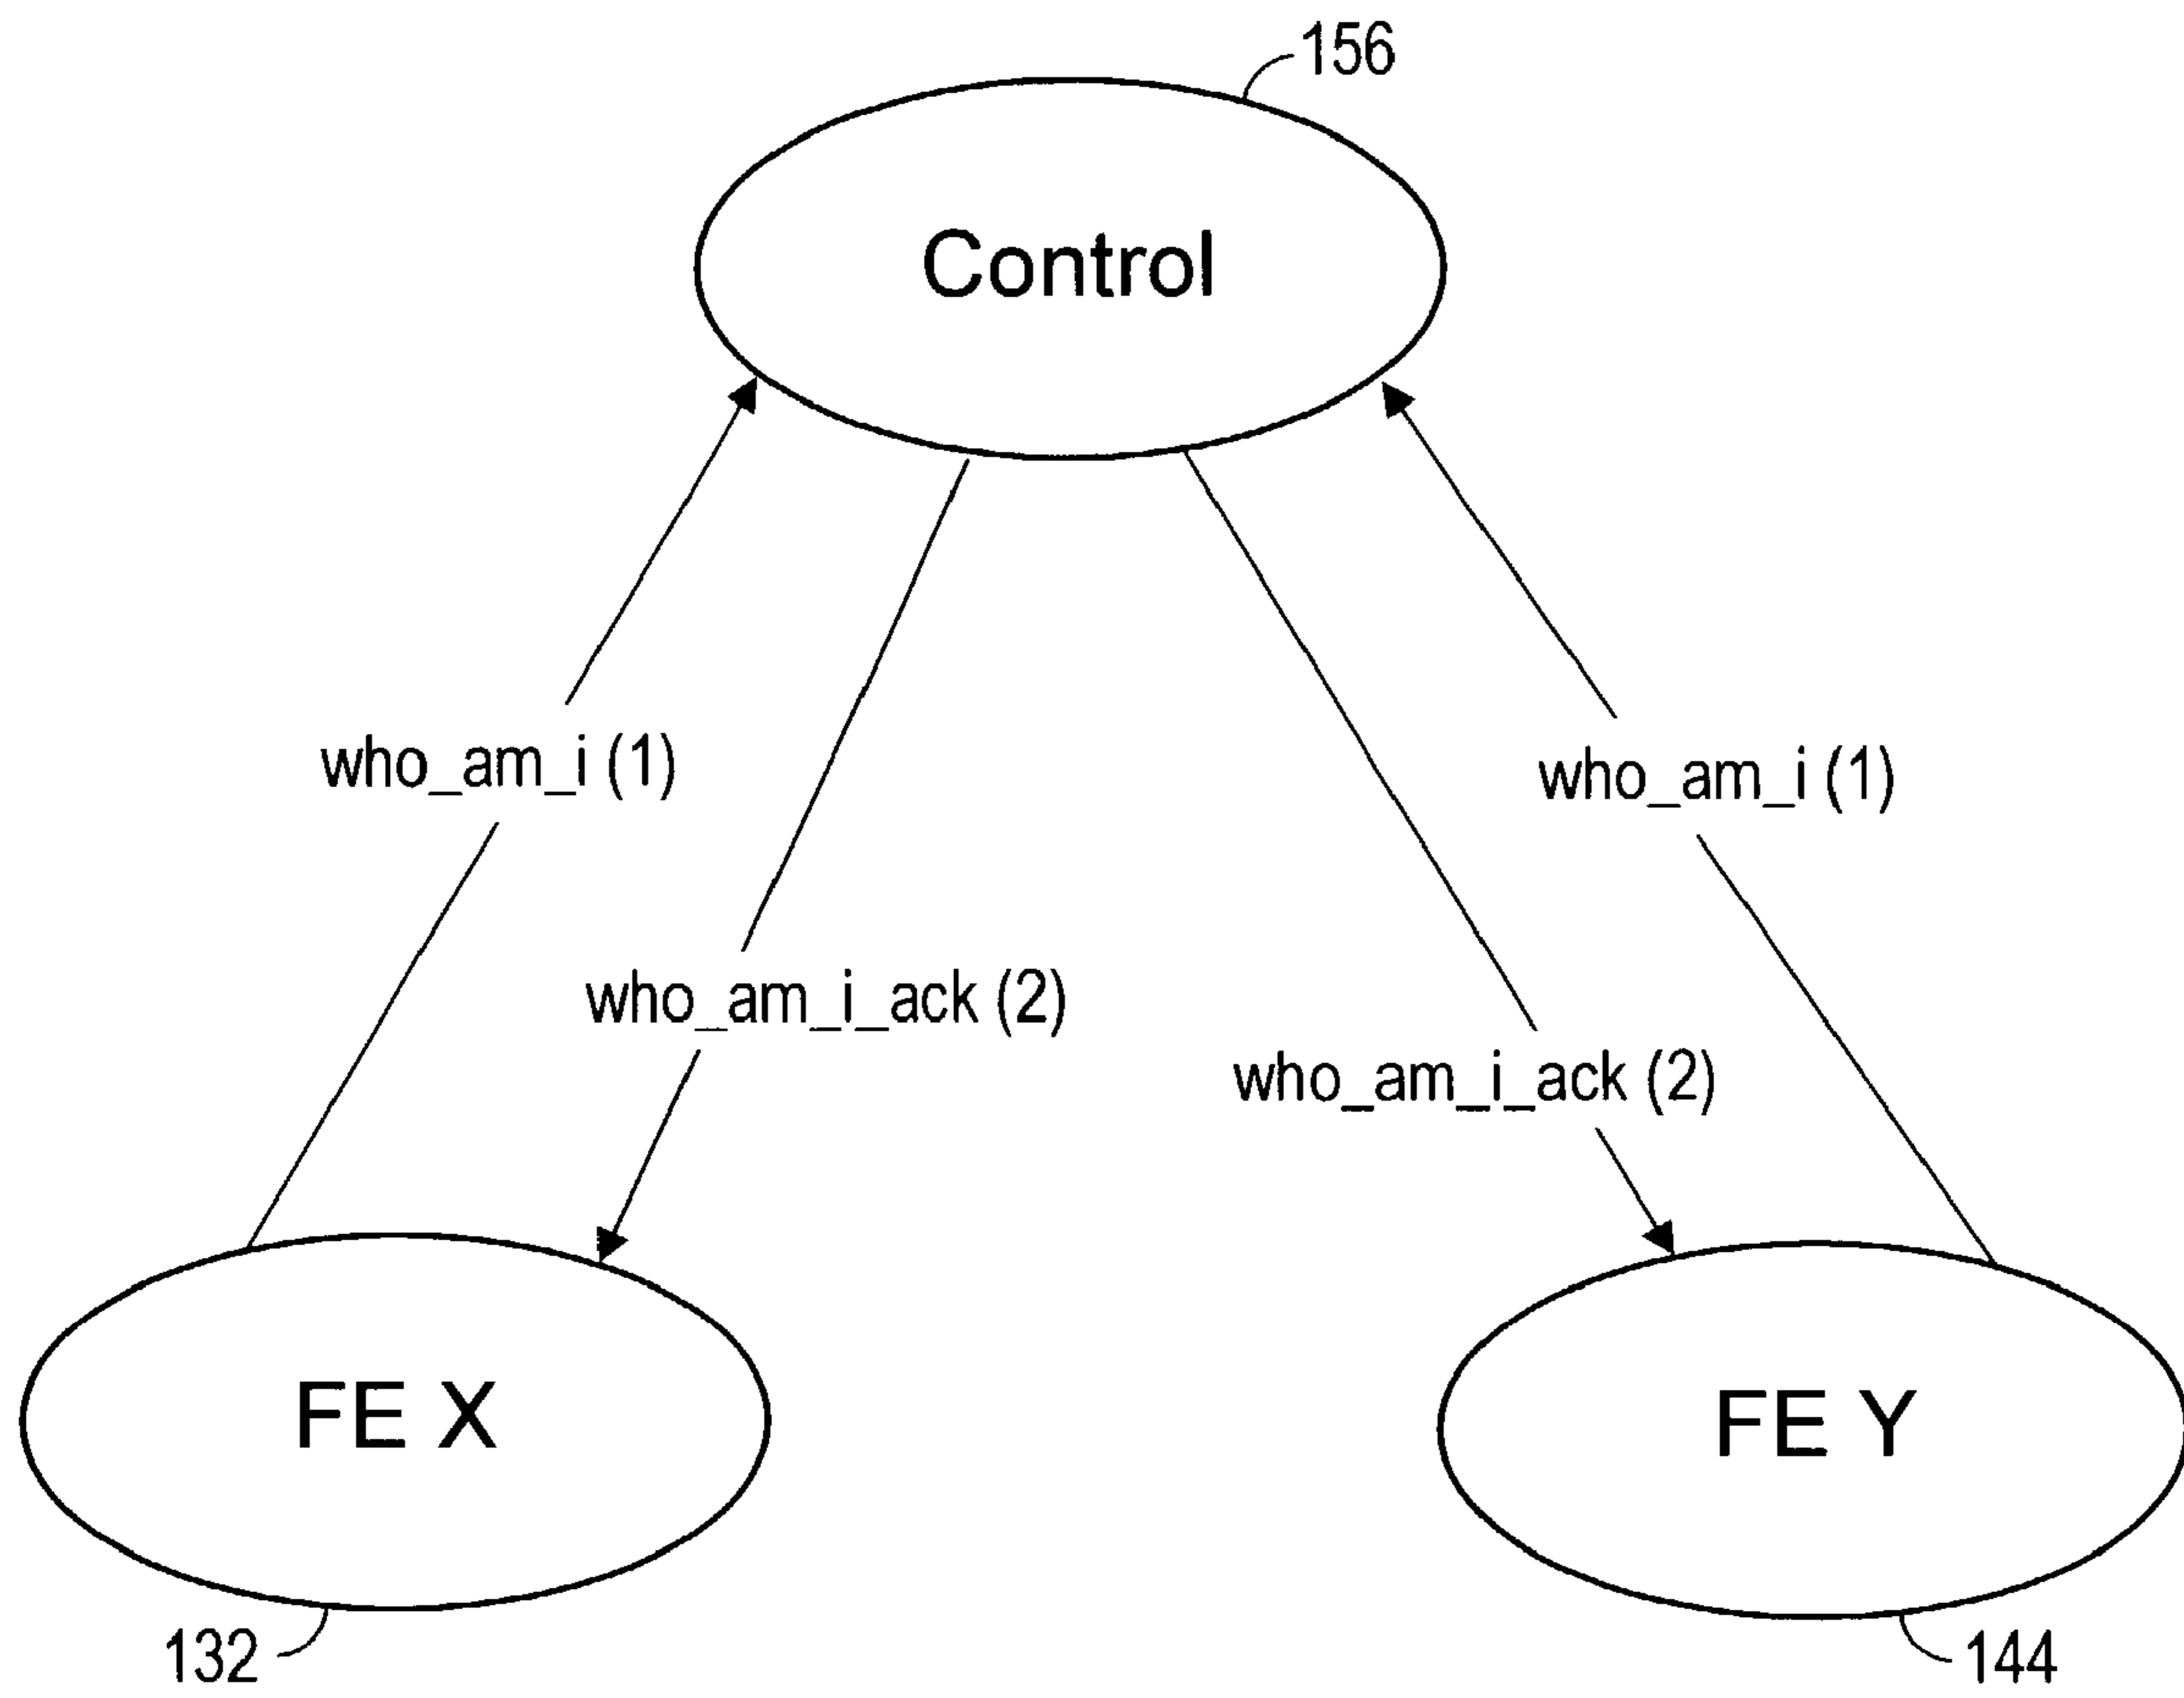 156
Control
who_am_i (1)
who_am_i (1)
who_am_i_ack (2)
who_am_i_ack (2)
FE X
FE Y
132
144